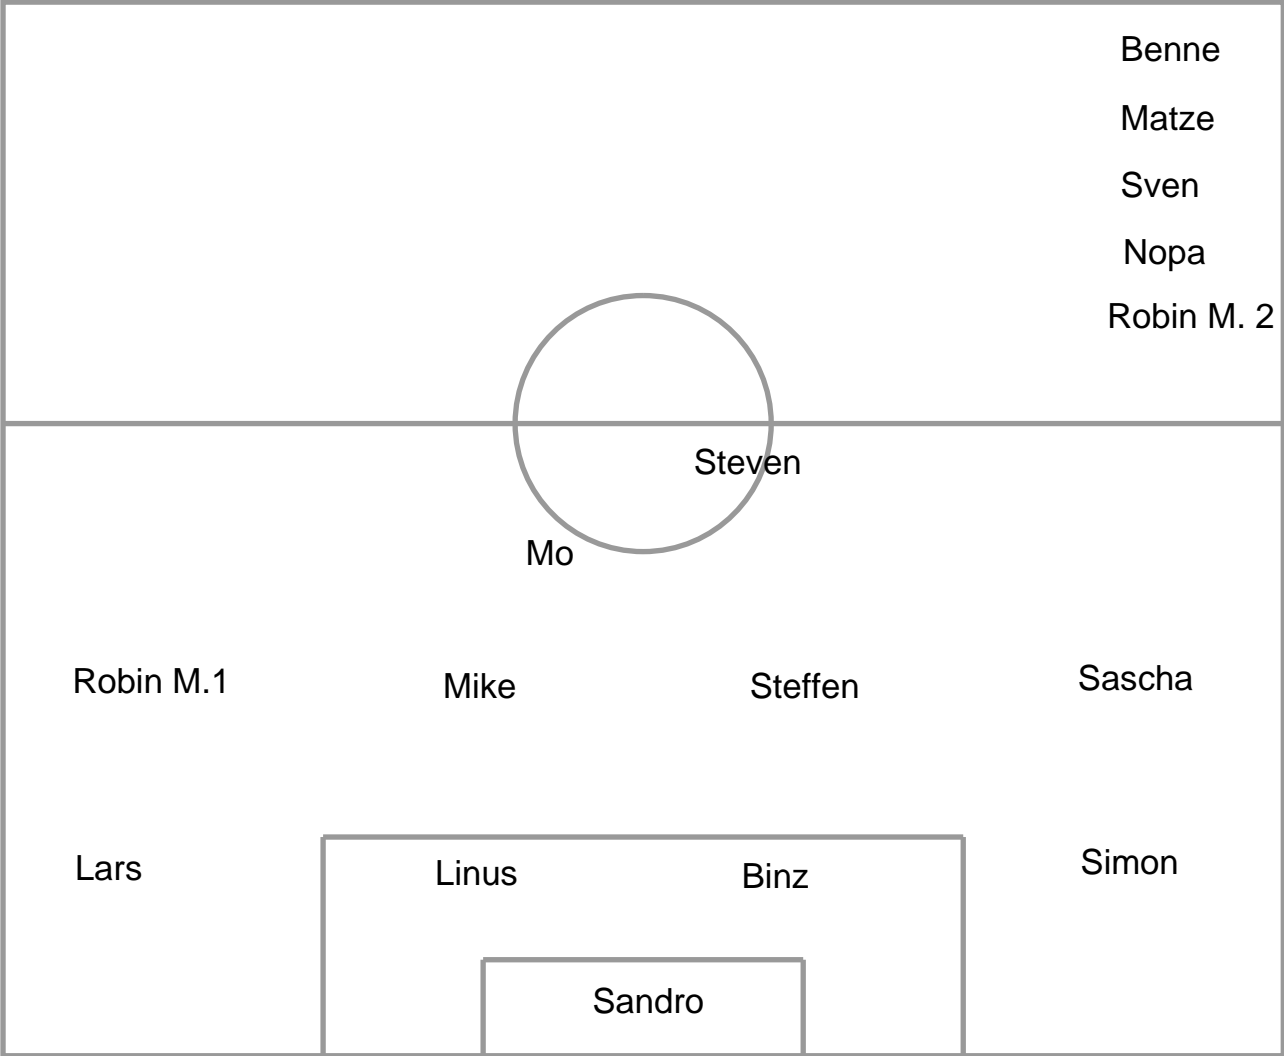 Benne
Matze
Sven
Nopa
Robin M. 2
Steven
Mo
Robin M.1
Mike
Steffen
Sascha
Lars
Linus
Binz
Simon
Sandro